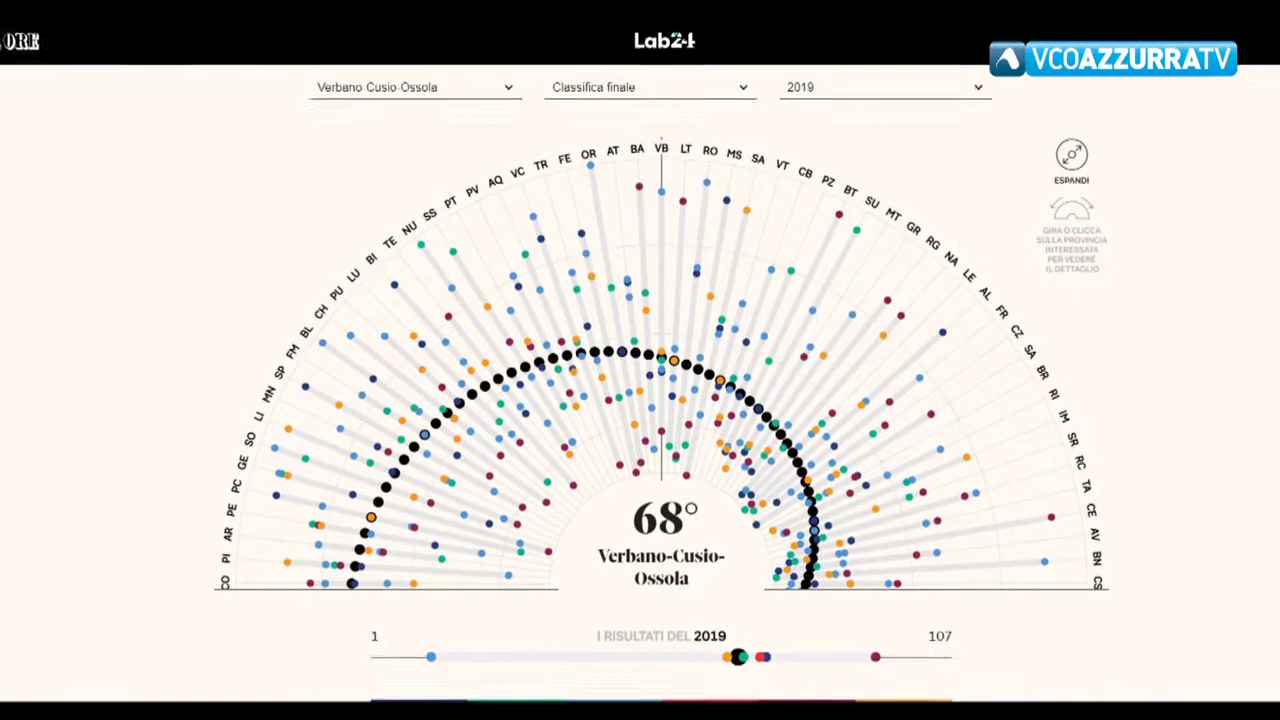 ORE
Lab24
VCOAZZURRATV
Verbano-Cusio-Ossola
Classifica finale
2019
ESPANDI
GIRA O CLICCA
SULLA PROVINCIA
INTERESSATA
PER VEDERE
IL DETTAGLIO
CO
PI
AR
PE
PC
GE
SO
LI
MN
SP
FM
BL
CH
PU
LU
BI
TE
NU
SS
PT
PV
AQ
VC
TR
FE
OR
AT
BA
VB
LT
RO
MS
SA
VT
CB
PZ
BT
SU
MT
GR
RG
NA
LE
AL
FR
CZ
SA
BR
RI
IM
SR
RC
TA
CE
AV
BN
CS
68°
Verbano-Cusio-
Ossola
I RISULTATI DEL 2019
1
107